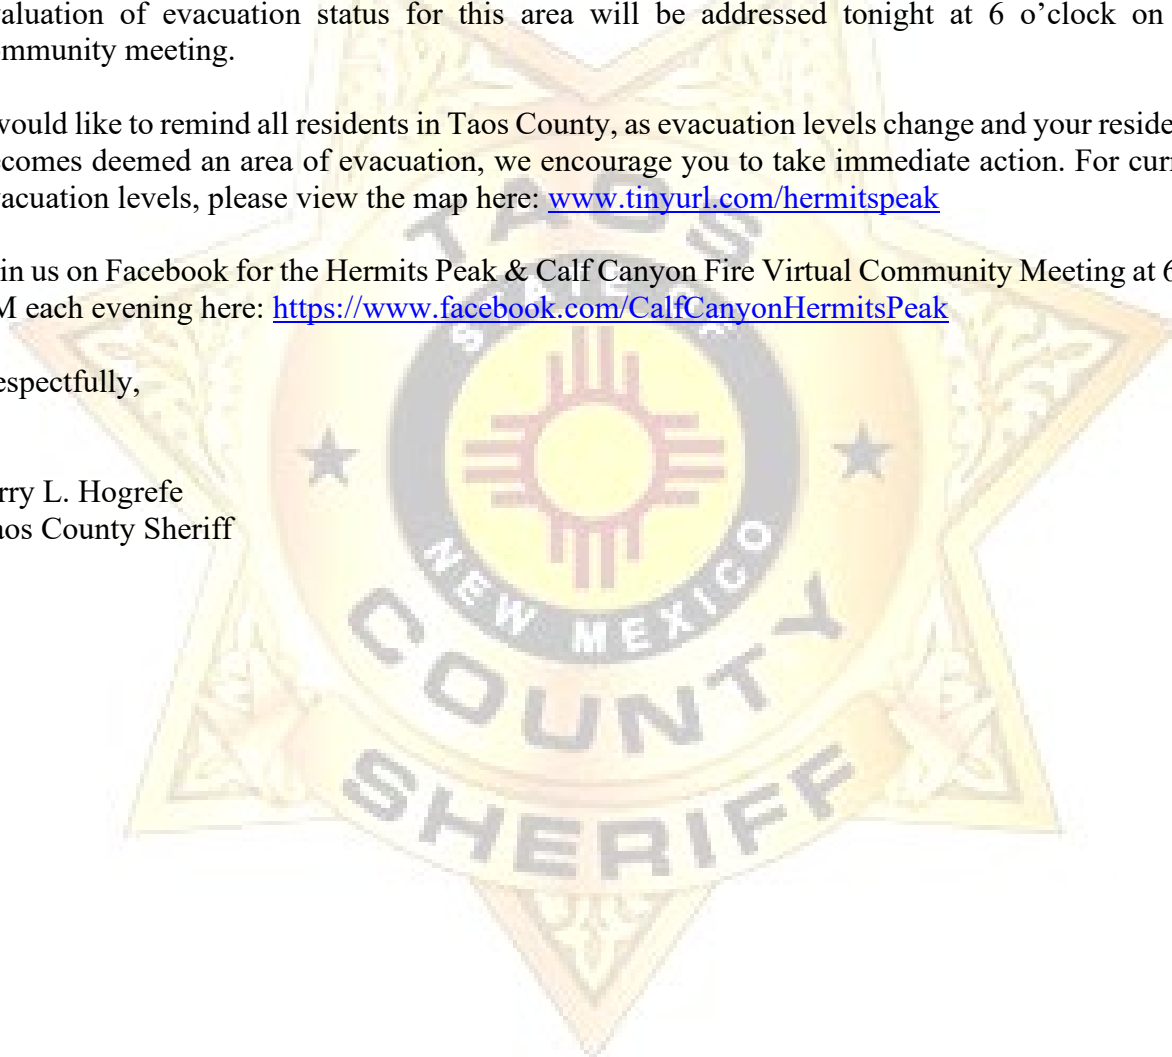 valuation of evacuation status for this area will be addressed tonight at 6 o’clock on
mmunity meeting.
would like to remind all residents in Taos County, as evacuation levels change and your reside
comes deemed an area of evacuation, we encourage you to take immediate action. For curr
vacuation levels, please view the map here: www.tinyurl.com/hermitspeak
in us on Facebook for the Hermits Peak & Calf Canyon Fire Virtual Community Meeting at 6
M each evening here: https://www.facebook.com/CalfCanyonHermitsPeak
espectfully,
rry L. Hogrefe
aos County Sheriff
TAOS
STATE OF
NEW MEXICO
COUNTY
SHERIFF